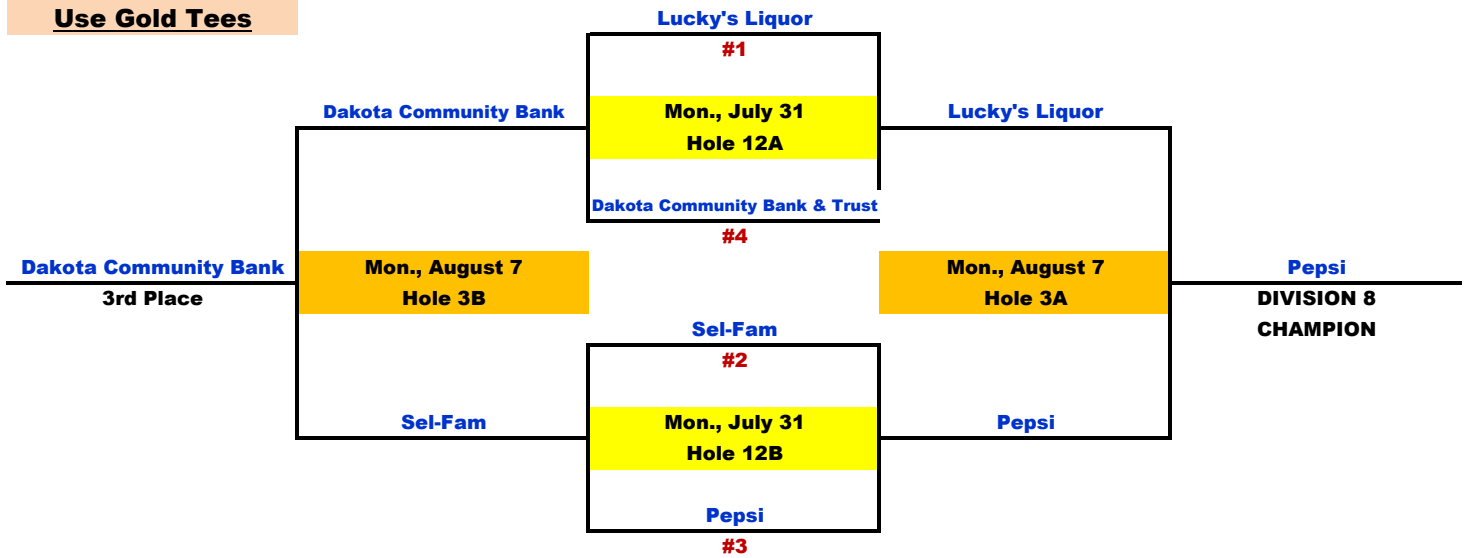 Use Gold Tees
Lucky's Liquor
#1
Dakota Community Bank
Mon., July 31
Hole 12A
Lucky's Liquor
Dakota Community Bank & Trust
#4
Dakota Community Bank
3rd Place
Mon., August 7
Hole 3B
Mon., August 7
Hole 3A
Pepsi
DIVISION 8
CHAMPION
Sel-Fam
#2
Sel-Fam
Mon., July 31
Hole 12B
Pepsi
Pepsi
#3